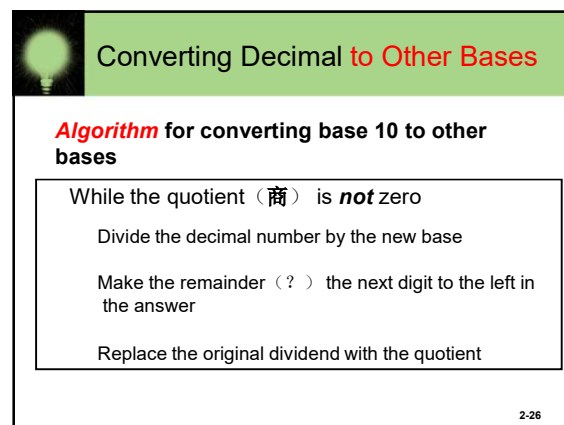 Converting Decimal to Other Bases
Algorithm for converting base 10 to other
bases
While the quotient（商） is not zero
Divide the decimal number by the new base
Make the remainder（? ） the next digit to the left in
the answer
Replace the original dividend with the quotient
2-26